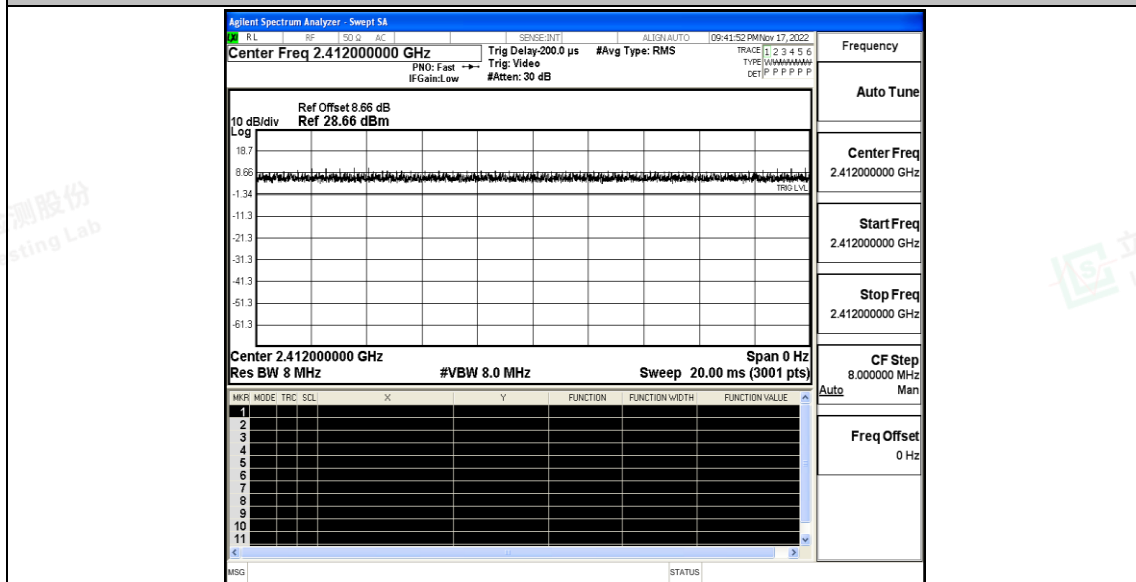 Agilent Spectrum Analyzer - Swept SA
LXI RL RF 50 Ω AC SENSE:INT ALIGN AUTO 09:41:52 PM Nov 17, 2022
Center Freq 2.412000000 GHz
PNO: Fast
IFGain:Low
Trig Delay-200.0 µs
Trig: Video
#Atten: 30 dB
#Avg Type: RMS
TRACE 1 2 3 4 5 6
TYPE
DET P P P P P P
Ref Offset 8.66 dB
10 dB/div Ref 28.66 dBm
Log
18.7
8.66
-1.34
-11.3
-21.3
-31.3
-41.3
-51.3
-61.3
TRIG LVL
Center 2.412000000 GHz Span 0 Hz
Res BW 8 MHz #VBW 8.0 MHz Sweep 20.00 ms (3001 pts)
MKR MODE TRC SCL X Y FUNCTION FUNCTION WIDTH FUNCTION VALUE
1
2
3
4
5
6
7
8
9
10
11
MSG STATUS
Frequency
Auto Tune
Center Freq
2.412000000 GHz
Start Freq
2.412000000 GHz
Stop Freq
2.412000000 GHz
CF Step
8.000000 MHz
Auto Man
Freq Offset
0 Hz
测股份
esting Lab
立